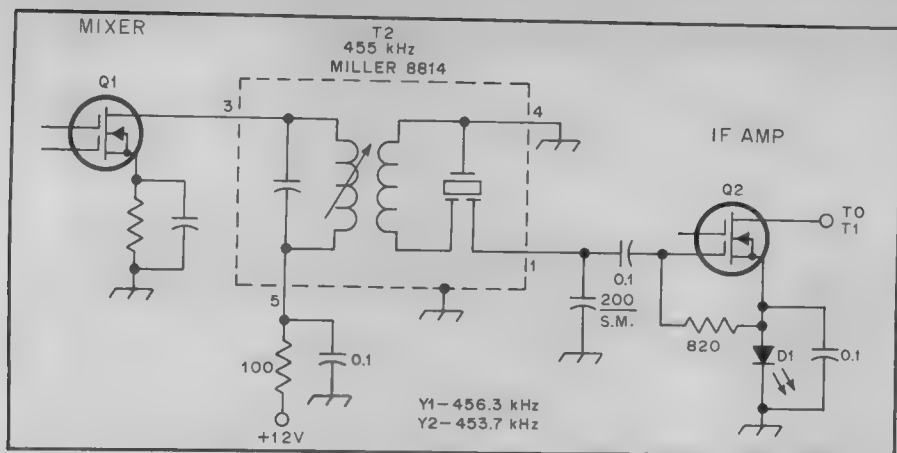 MIXER
T2
455 kHz
MILLER 8814
Q1
3
4
IF AMP
Q2
TO
T1
1
0.1
200
S.M.
5
820
D1
0.1
100
0.1
+12V
Y1-456.3 kHz
Y2-453.7 kHz